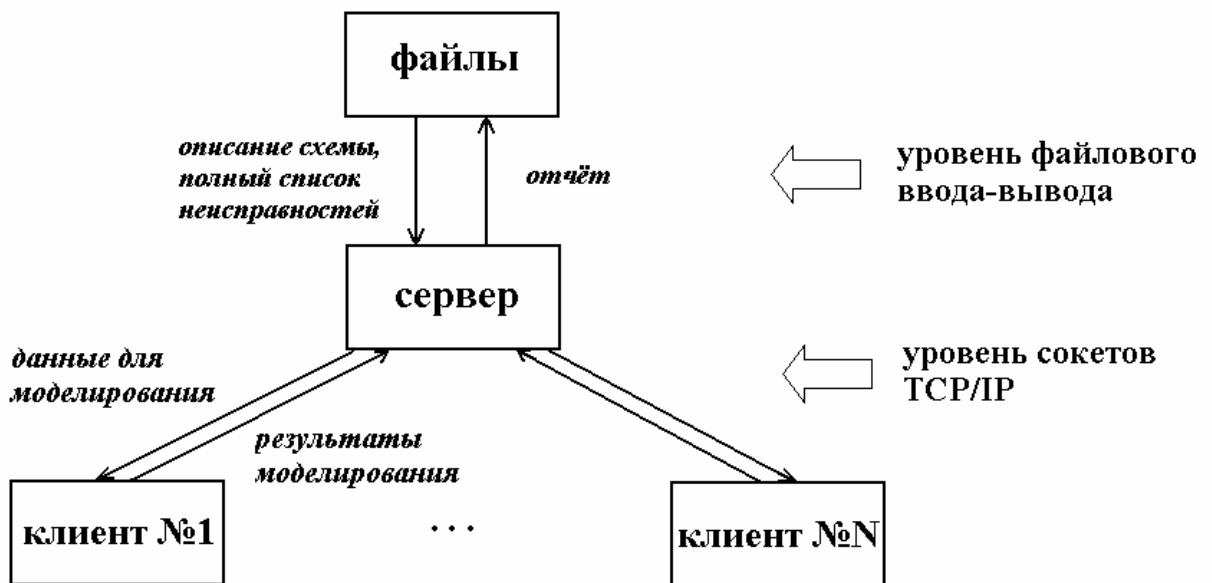 файлы
описание схемы,
полный список
неисправностей
отчёт
уровень файлового
ввода-вывода
сервер
данные для
моделирования
уровень сокетов
TCP/IP
результаты
моделирования
клиент №1
. . .
клиент №N